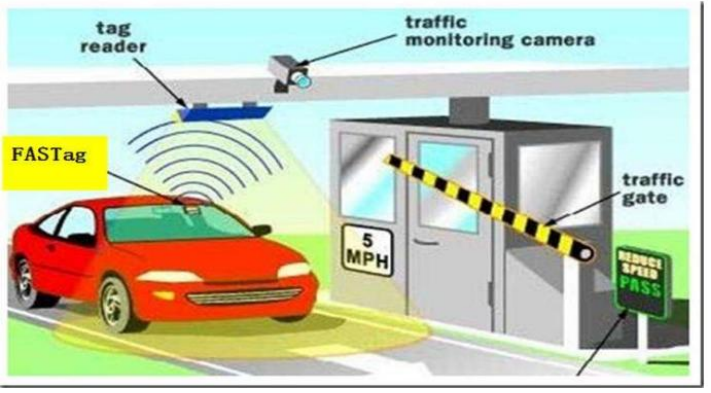 tag
reader
traffic
monitoring camera
FASTag
traffic
gate
5
MPH
REDUCE
SPEED
PASS